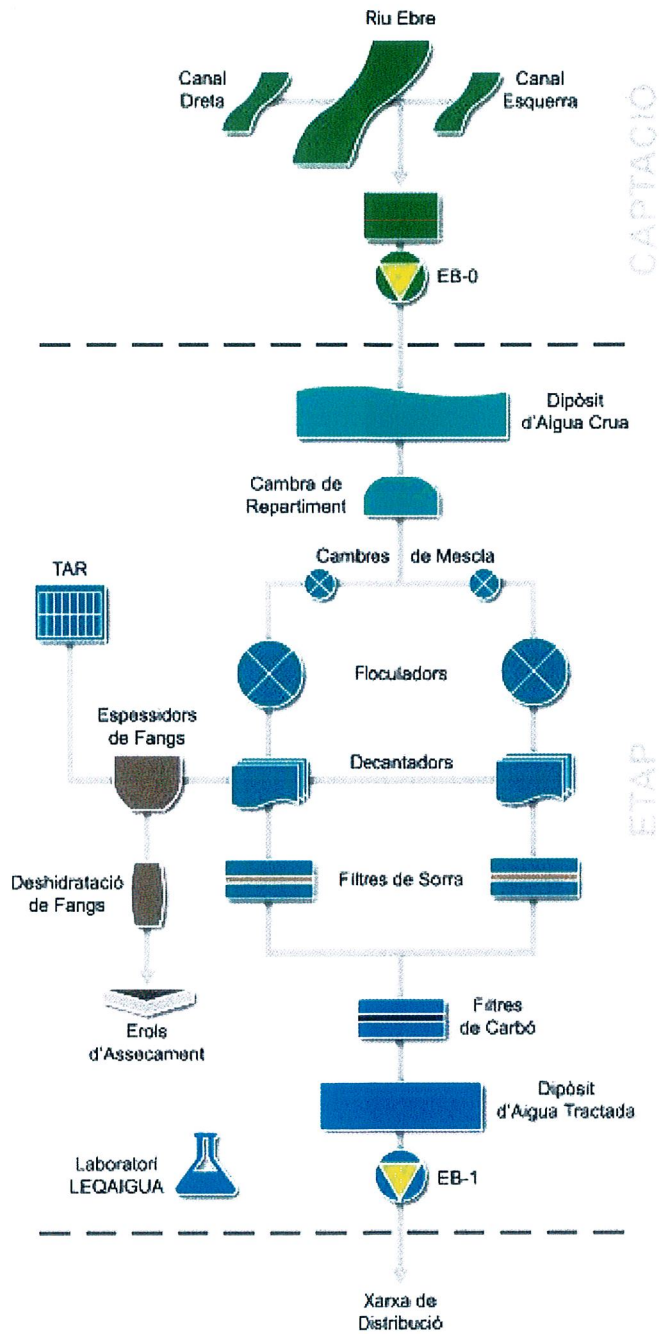 Riu Ebre
Canal
Dreta
Canal
Esquerra
CAPTACIÓ
EB-0
Dipòsit
d'Aigua Crua
Cambra de
Repartiment
Cambres de Mescla
TAR
Floculadors
Espessidors
de Fangs
Decantadors
ETAP
Deshidratació
de Fangs
Filtres de Sorra
Filtres
de Carbó
Erols
d'Assecament
Dipòsit
d'Aigua Tractada
Laboratori
LEQAIGUA
EB-1
Xarxa de
Distribució